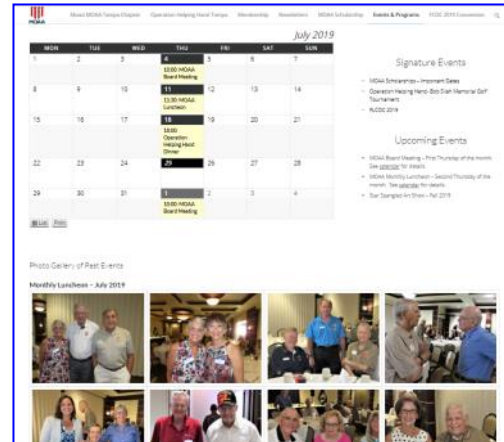 MOAA
About MOAA Tampa Chapter Operation Helping Hand Tampa Membership Newsletters MOAA Scholarship Events & Programs FCOC 2019 Convention
July 2019
MON TUE WED THU FRI SAT SUN
1 2 3 4 5 6 7
10:00 MOAA
Board Meeting
8 9 10 11 12 13 14
11:30 MOAA
Luncheon
15 16 17 18 19 20 21
18:00
Operation
Helping Hand
Dinner
22 23 24 25 26 27 28
29 30 31 1 2 3 4
10:00 MOAA
Board Meeting
List Print
Signature Events
MOAA Scholarships – Important Dates
Operation Helping Hand-Bob Silah Memorial Golf
Tournament
2019
Upcoming Events
MOAA Board Meeting – First Thursday of the month.
See calendar for details.
MOAA Monthly Luncheon – Second Thursday of the
month. See calendar for details.
Star Spangled Art Show – Fall 2019
Photo Gallery of Past Events
Monthly Luncheon – July 2019